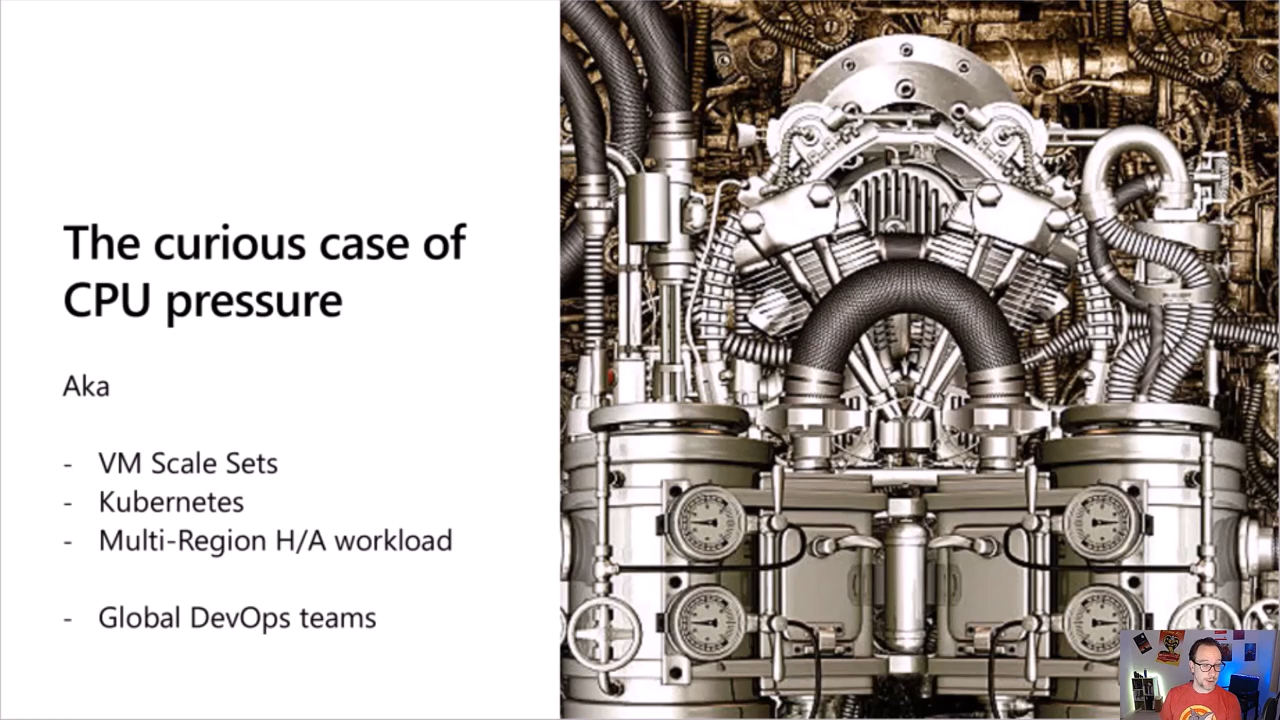 The curious case of
CPU pressure
Aka
- VM Scale Sets
- Kubernetes
- Multi-Region H/A workload
- Global DevOps teams